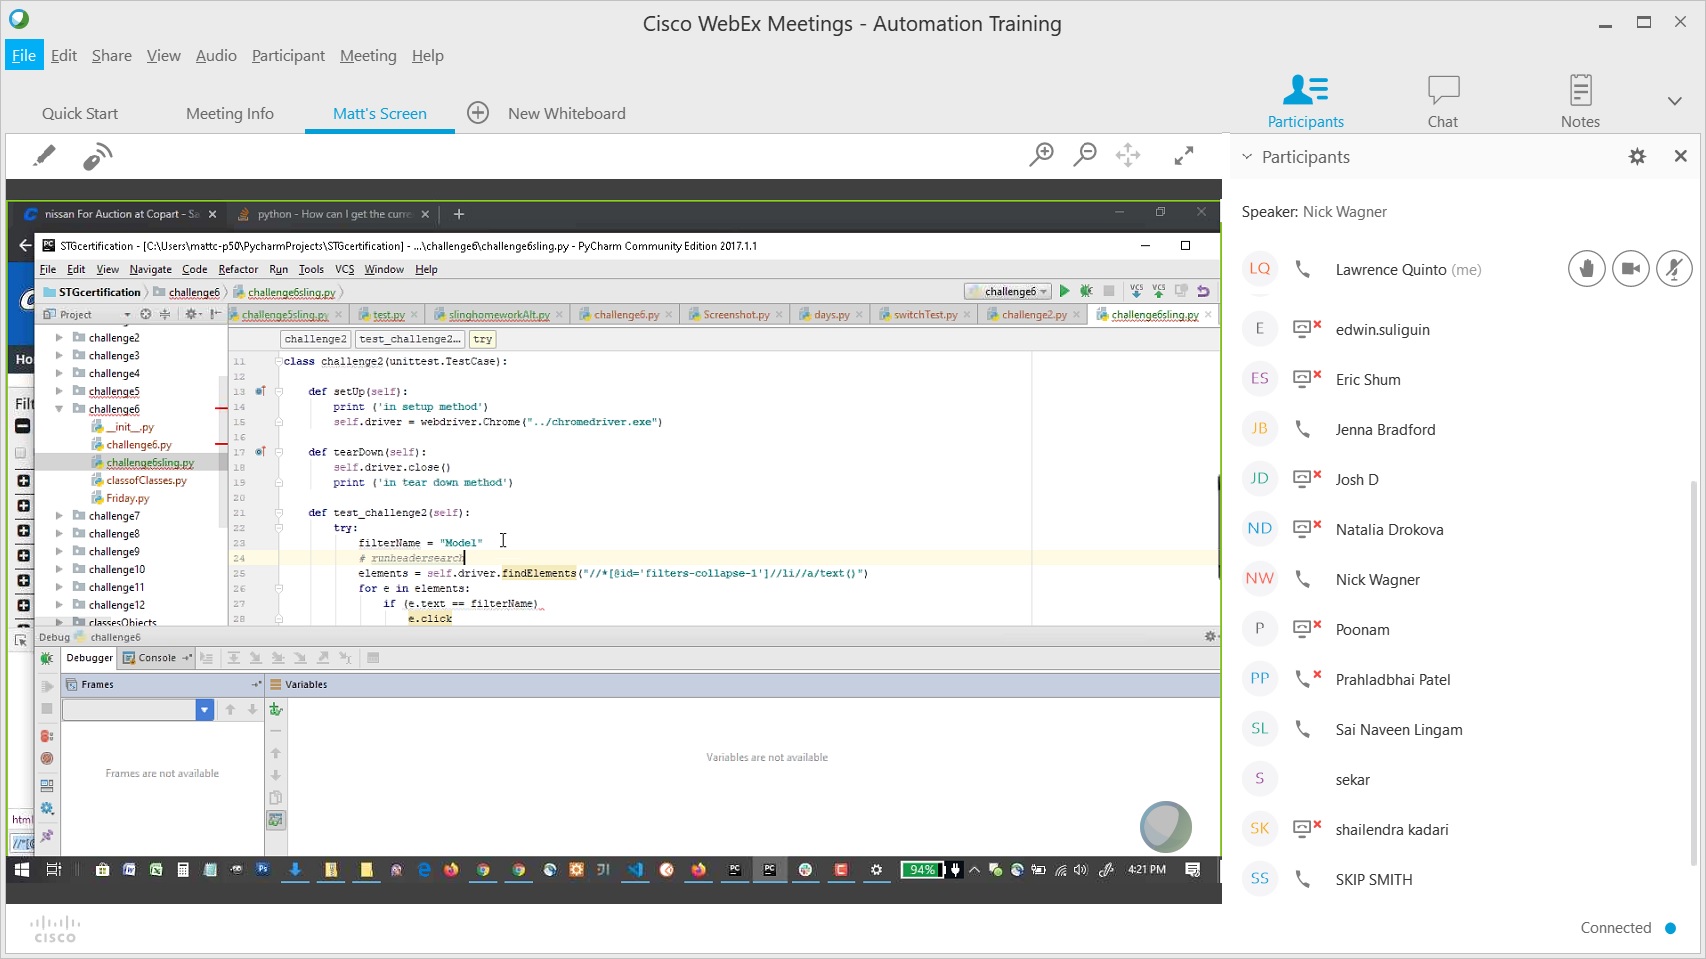 Cisco WebEx Meetings - Automation Training
File Edit Share View Audio Participant Meeting Help
Quick Start Meeting Info Matt's Screen New Whiteboard
Participants Chat Notes
Participants
Speaker: Nick Wagner
LQ Lawrence Quinto (me)
E edwin.suliguin
ES Eric Shum
JB Jenna Bradford
JD Josh D
ND Natalia Drokova
NW Nick Wagner
P Poonam
PP Prahladbhai Patel
SL Sai Naveen Lingam
S sekar
SK shailendra kadari
SS SKIP SMITH
Connected
nissan For Auction at Copart - Sa python - How can I get the curre
PC STGcertification - [C:\Users\mattc-p50\PycharmProjects\STGcertification] - ...\challenge6\challenge6sling.py - PyCharm Community Edition 2017.1.1
File Edit View Navigate Code Refactor Run Tools VCS Window Help
STGcertification challenge6 challenge6sling.py challenge6 VCS VCS
Project challenge5sling.py test.py slinghomeworkAlt.py challenge6.py Screenshot.py days.py switchTest.py challenge2.py challenge6sling.py
challenge2
challenge3
challenge4
challenge5
challenge6
__init__.py
challenge6.py
challenge6sling.py
classofClasses.py
Friday.py
challenge7
challenge8
challenge9
challenge10
challenge11
challenge12
classesObjects
challenge2 test_challenge2... try
11 class challenge2(unittest.TestCase):
12
13 def setUp(self):
14 print ('in setup method')
15 self.driver = webdriver.Chrome("../chromedriver.exe")
16
17 def tearDown(self):
18 self.driver.close()
19 print ('in tear down method')
20
21 def test_challenge2(self):
22 try:
23 filterName = "Model"
24 # runheadersearch
25 elements = self.driver.findElements("//*[@id='filters-collapse-1']//li//a/text()")
26 for e in elements:
27 if (e.text == filterName)
28 e.click
Debug challenge6
Debugger Console
Frames Variables
Frames are not available
Variables are not available
Ho
Filt
html
//*[@
94% 4:21 PM
CISCO